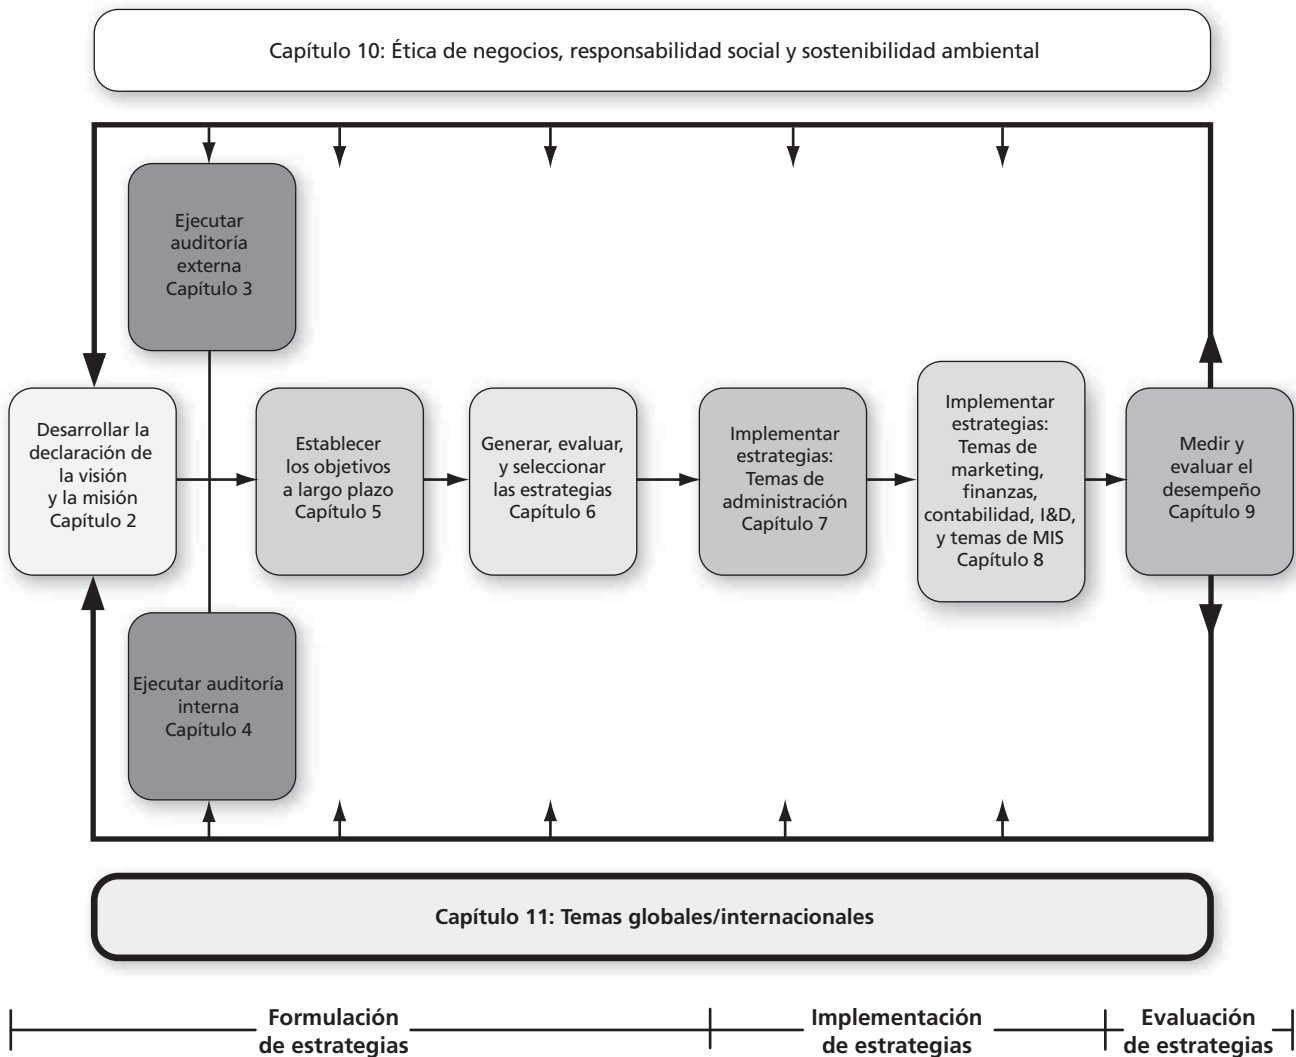 Capítulo 10: Ética de negocios, responsabilidad social y sostenibilidad ambiental
Ejecutar
auditoría
externa
Capítulo 3
Desarrollar la
declaración de
la visión
y la misión
Capítulo 2
Establecer
los objetivos
a largo plazo
Capítulo 5
Generar, evaluar,
y seleccionar
las estrategias
Capítulo 6
Implementar
estrategias:
Temas de
administración
Capítulo 7
Implementar
estrategias:
Temas de
marketing,
finanzas,
contabilidad, I&D,
y temas de MIS
Capítulo 8
Medir y
evaluar el
desempeño
Capítulo 9
Ejecutar auditoría
interna
Capítulo 4
Capítulo 11: Temas globales/internacionales
Formulación
de estrategias
Implementación
de estrategias
Evaluación
de estrategias